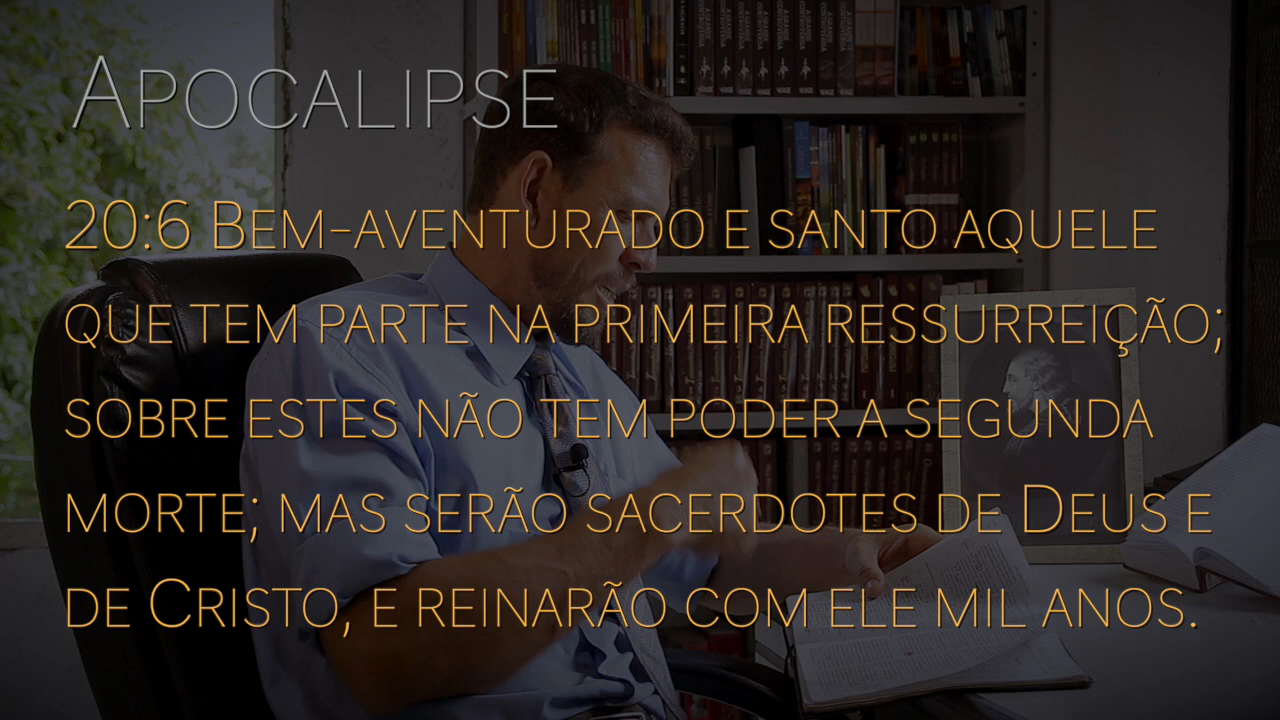 Apocalipse
20:6 Bem-aventurado e santo aquele
que tem parte na primeira ressurreição;
sobre estes não tem poder a segunda
morte; mas serão sacerdotes de Deus e
de Cristo, e reinarão com ele mil anos.